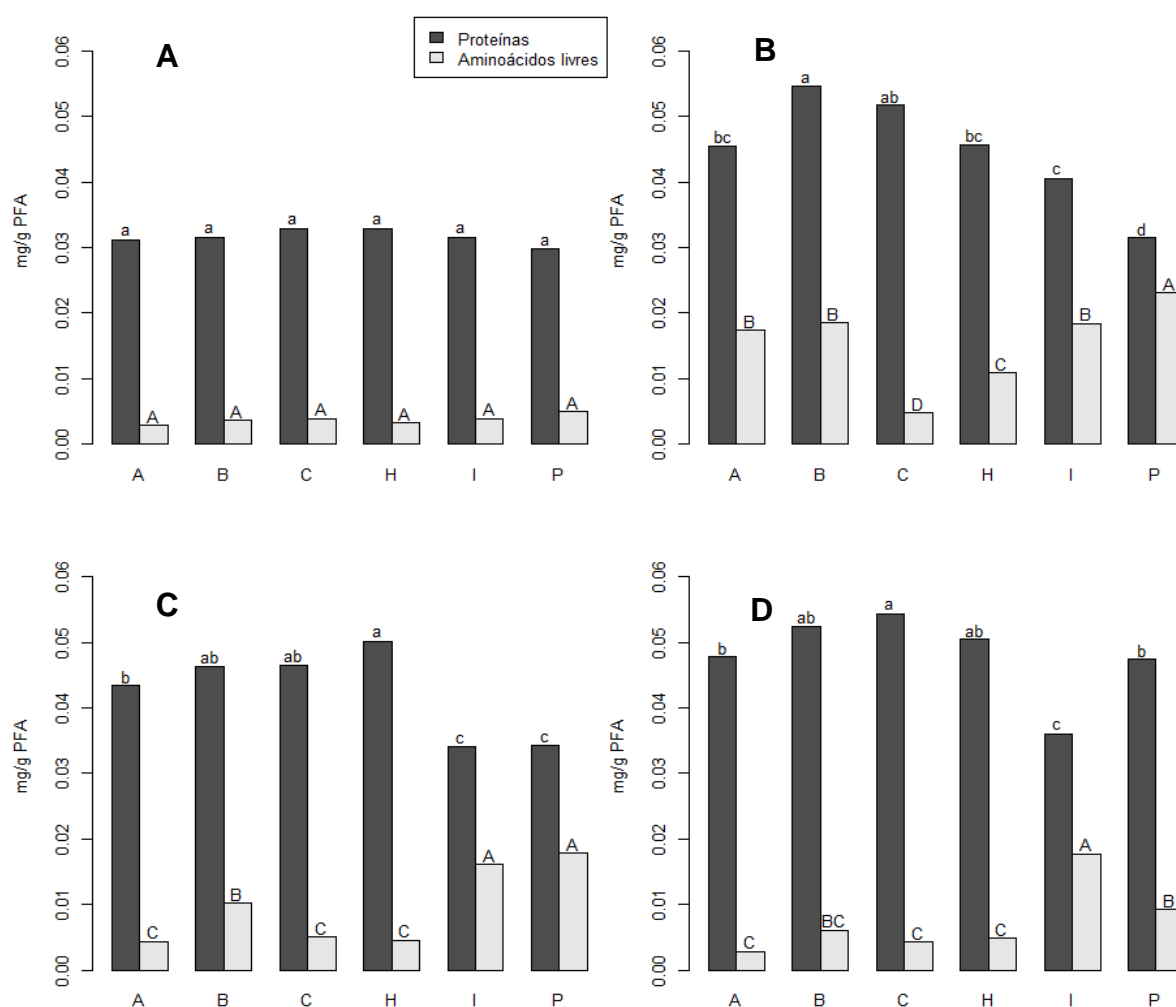 A
Proteínas
Aminoácidos livres
mg/g PFA
0.00 0.01 0.02 0.03 0.04 0.05 0.06
a a a a a a
A A A A A A
A B C H I P
B
mg/g PFA
0.00 0.01 0.02 0.03 0.04 0.05 0.06
bc a ab bc c d
B B D C B A
A B C H I P
C
mg/g PFA
0.00 0.01 0.02 0.03 0.04 0.05 0.06
b ab ab a c c
C B C C A A
A B C H I P
D
mg/g PFA
0.00 0.01 0.02 0.03 0.04 0.05 0.06
b ab a ab c b
C BC C C A B
A B C H I P